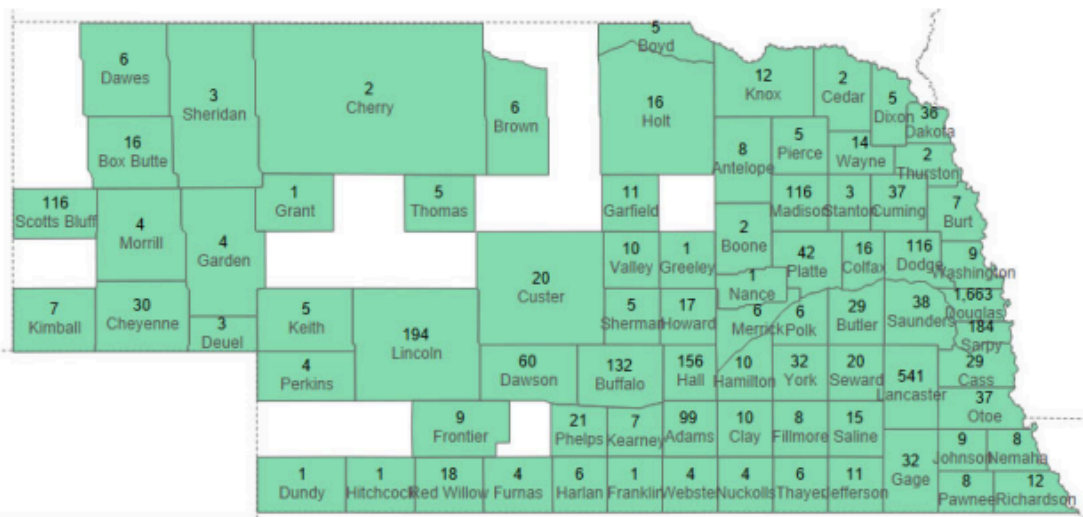 5
Boyd
6
Dawes
3
Sheridan
2
Cherry
6
Brown
16
Holt
12
Knox
2
Cedar
5
Dixon
36
Dakota
16
Box Butte
8
Antelope
5
Pierce
14
Wayne
2
Thurston
116
Scotts Bluff
1
Grant
5
Thomas
11
Garfield
116
Madison
3
Stanton
37
Cuming
7
Burt
4
Morrill
4
Garden
2
Boone
20
Custer
10
Valley
1
Greeley
42
Platte
16
Colfax
116
Dodge
9
Washington
1
Nance
7
Kimball
30
Cheyenne
3
Deuel
5
Keith
194
Lincoln
5
Sherman
17
Howard
6
Merrick
6
Polk
29
Butler
38
Saunders
1,663
Douglas
184
Sarpy
4
Perkins
60
Dawson
132
Buffalo
156
Hall
10
Hamilton
32
York
20
Seward
541
Lancaster
29
Cass
37
Otoe
9
Frontier
21
Phelps
7
Kearney
99
Adams
10
Clay
8
Fillmore
15
Saline
32
Gage
9
Johnson
8
Nemaha
1
Dundy
1
Hitchcock
18
Red Willow
4
Furnas
6
Harlan
1
Franklin
4
Webster
4
Nuckolls
6
Thayer
11
Jefferson
8
Pawnee
12
Richardson